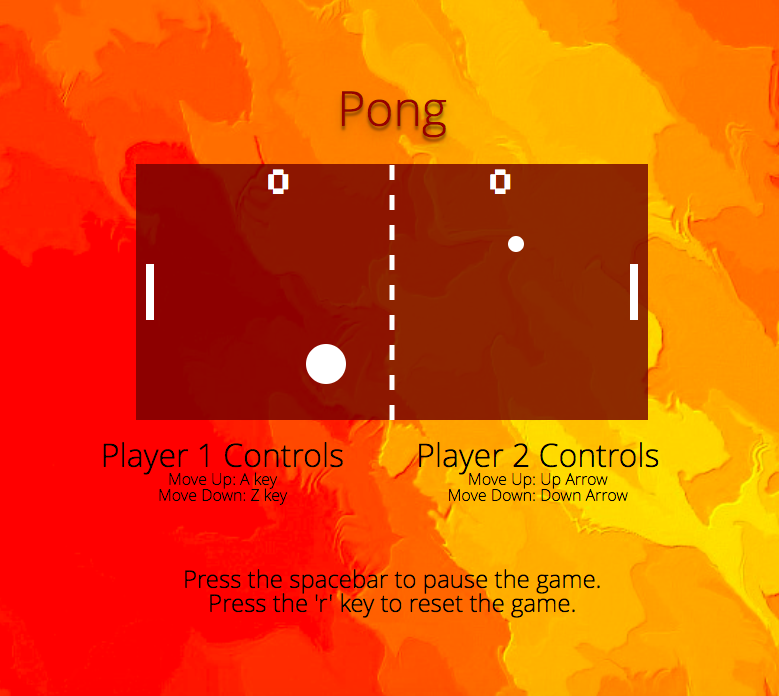 Pong
0 0
Player 1 Controls
Move Up: A key
Move Down: Z key
Player 2 Controls
Move Up: Up Arrow
Move Down: Down Arrow
Press the spacebar to pause the game.
Press the 'r' key to reset the game.